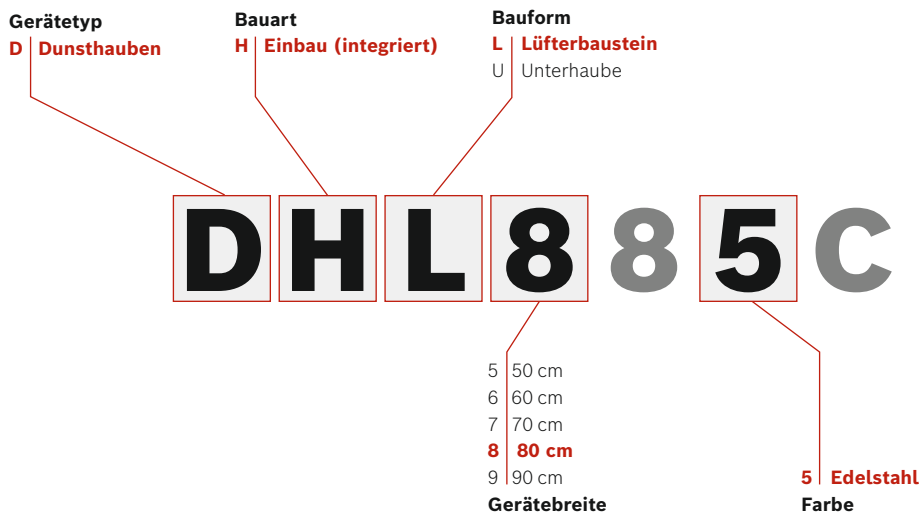 Gerätetyp
D Dunsthauben
Bauart
H Einbau (integriert)
Bauform
L Lüfterbaustein
U Unterhaube
DHL885C
5 50 cm
6 60 cm
7 70 cm
8 80 cm
9 90 cm
Gerätebreite
5 Edelstahl
Farbe